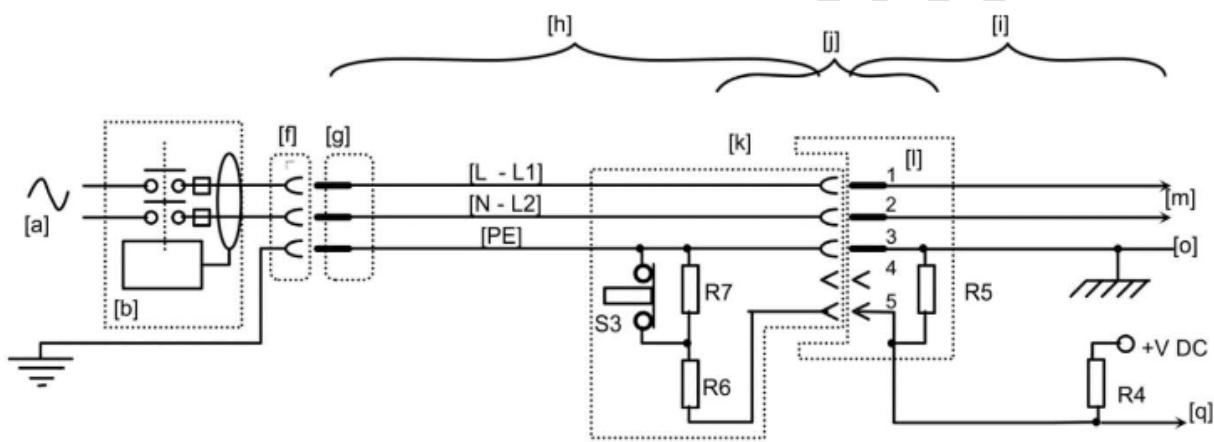 [h]
[j]
[i]
[f]
[g]
[k]
[l]
[L - L1]
1
[a]
[N - L2]
2
[m]
[PE]
3
[o]
4
[b]
S3
R7
5
R5
R6
+V DC
R4
[q]